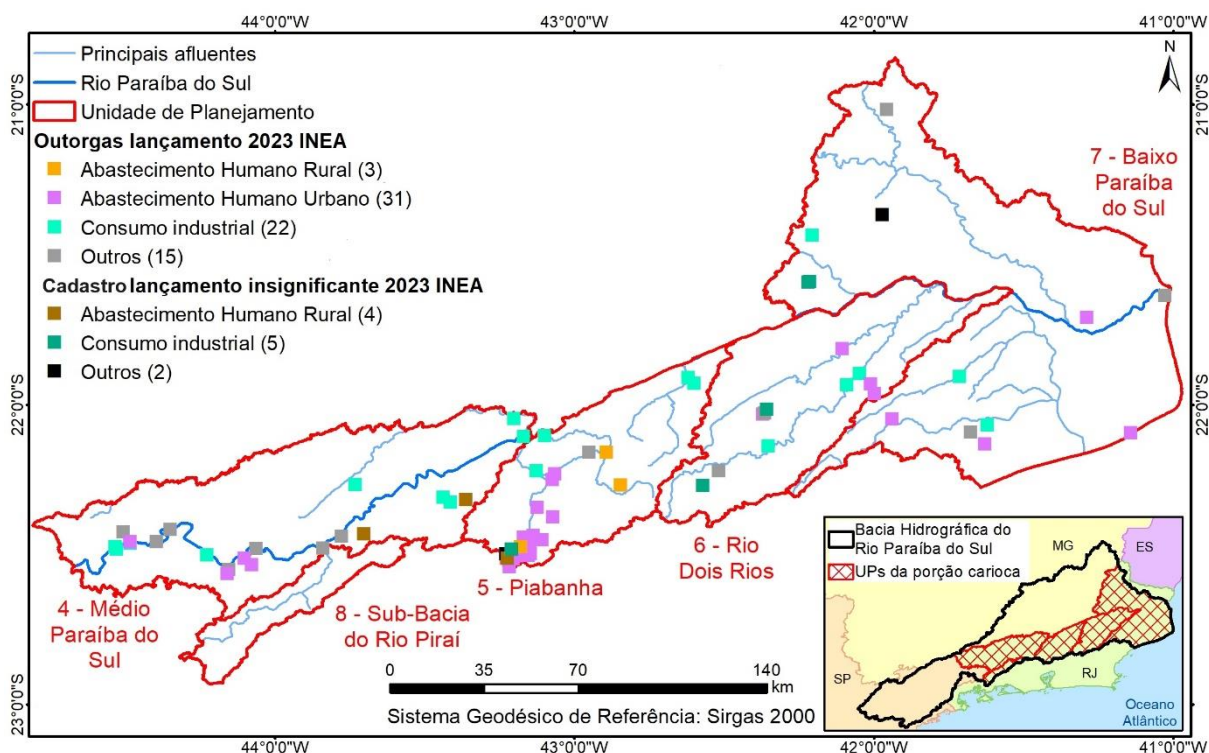 44°0'0"W 43°0'0"W 42°0'0"W 41°0'0"W
N
Principais afluentes
Rio Paraíba do Sul
Unidade de Planejamento
Outorgas lançamento 2023 INEA
Abastecimento Humano Rural (3)
Abastecimento Humano Urbano (31)
Consumo industrial (22)
Outros (15)
Cadastro lançamento insignificante 2023 INEA
Abastecimento Humano Rural (4)
Consumo industrial (5)
Outros (2)
21°0'0"S
21°0'0"S
7 - Baixo
Paraíba
do Sul
22°0'0"S
22°0'0"S
6 - Rio
Dois Rios
5 - Piabanha
4 - Médio
Paraíba do
Sul
8 - Sub-Bacia
do Rio Piraí
0 35 70 140
km
Sistema Geodésico de Referência: Sirgas 2000
Bacia Hidrográfica do
Rio Paraíba do Sul
UPs da porção carioca
MG
ES
SP
RJ
Oceano
Atlântico
23°0'0"S
23°0'0"S
44°0'0"W 43°0'0"W 42°0'0"W 41°0'0"W